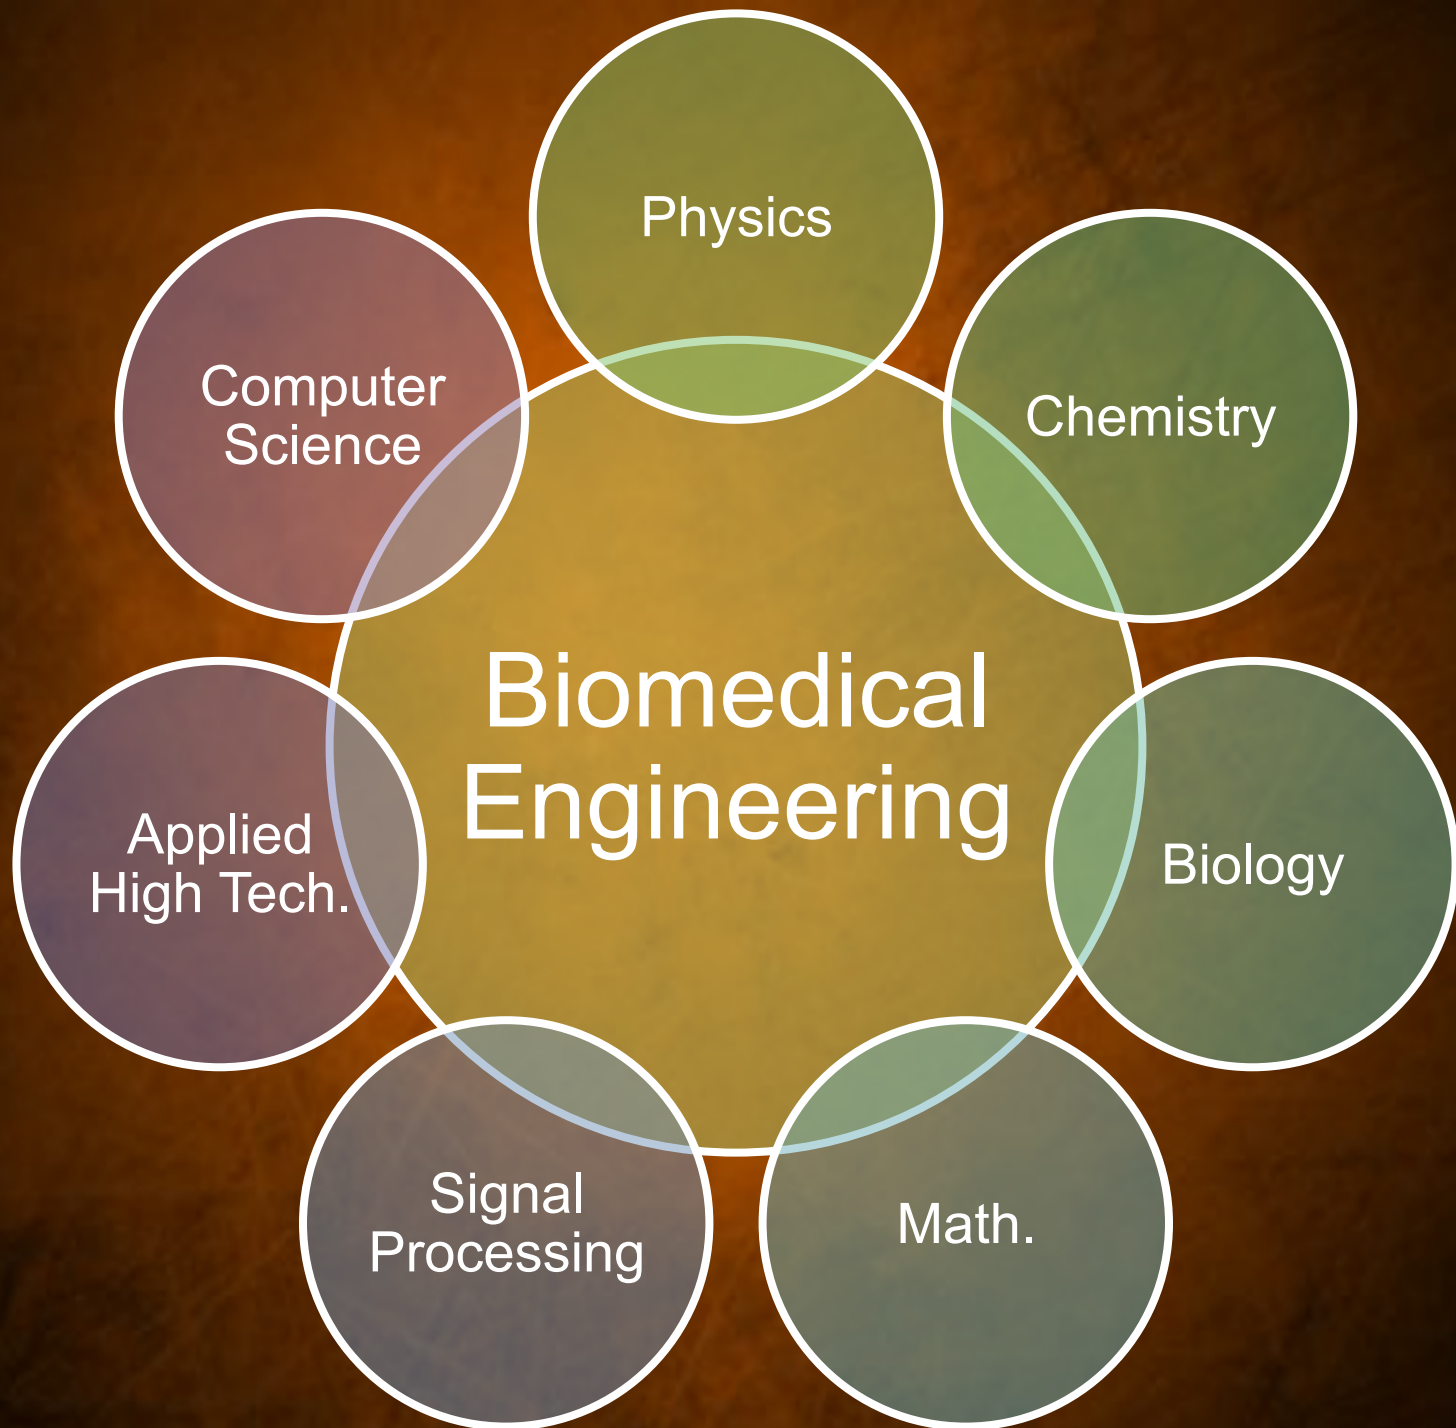 Physics
Computer
Science
Chemistry
Biomedical
Engineering
Applied
High Tech.
Biology
Signal
Processing
Math.